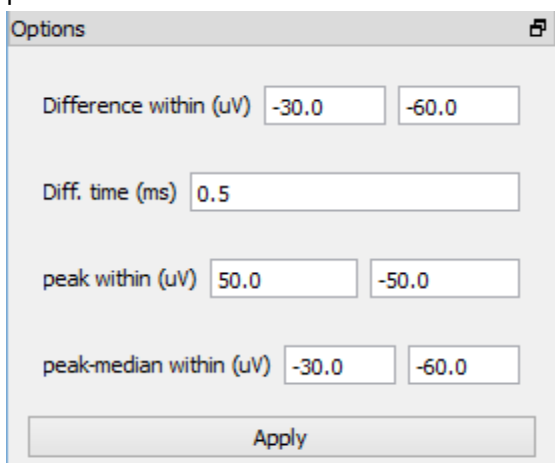 Options
Difference within (uV) -30.0 -60.0
Diff. time (ms) 0.5
peak within (uV) 50.0 -50.0
peak-median within (uV) -30.0 -60.0
Apply